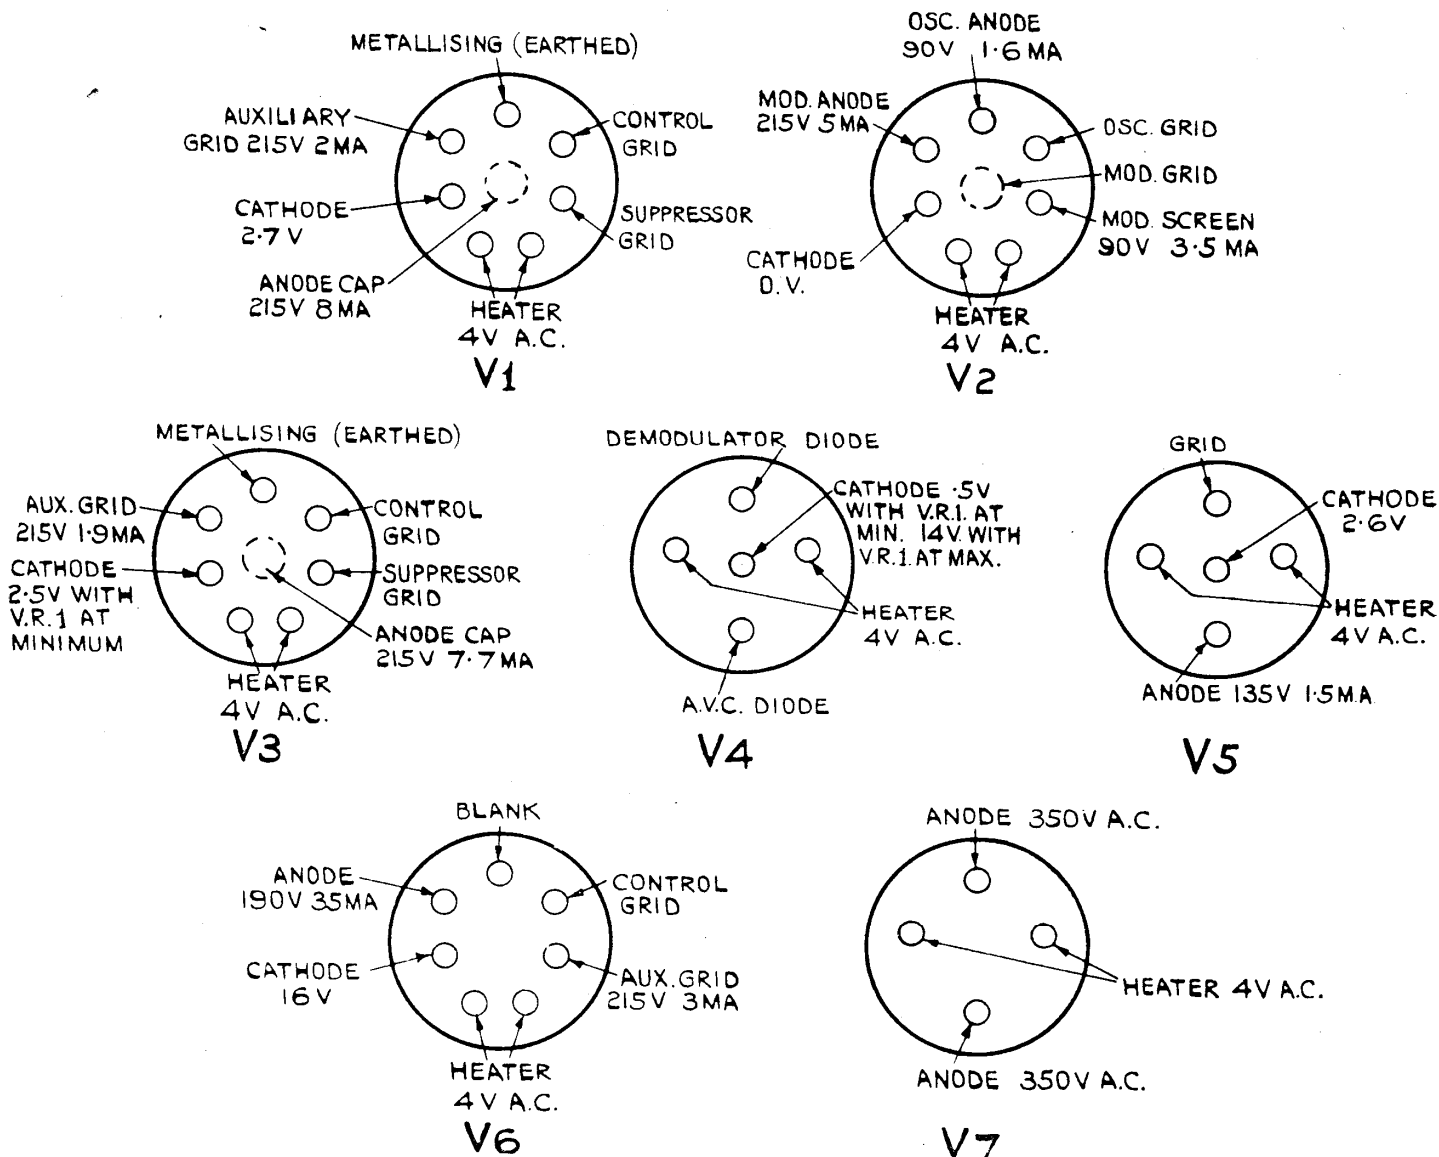 METALLISING (EARTHED)
AUXILIARY
GRID 215V 2MA
CONTROL
GRID
CATHODE
2·7 V
SUPPRESSOR
GRID
ANODE CAP
215V 8MA
HEATER
4V A.C.
V1
OSC. ANODE
90V 1·6 MA
MOD. ANODE
215V 5MA
OSC. GRID
MOD. GRID
MOD. SCREEN
90V 3·5 MA
CATHODE
O.V.
HEATER
4V A.C.
V2
METALLISING (EARTHED)
AUX. GRID
215V 1·9MA
CONTROL
GRID
CATHODE
2·5V WITH
V.R.1 AT
MINIMUM
SUPPRESSOR
GRID
ANODE CAP
215V 7·7MA
HEATER
4V A.C.
V3
DEMODULATOR DIODE
CATHODE ·5V
WITH V.R.1. AT
MIN. 14V. WITH
V.R.1. AT MAX.
HEATER
4V A.C.
A.V.C. DIODE
V4
GRID
CATHODE
2·6V
HEATER
4V A.C.
ANODE 135V 1·5MA
V5
BLANK
ANODE
190V 35MA
CONTROL
GRID
CATHODE
16V
AUX. GRID
215V 3MA
HEATER
4V A.C.
V6
ANODE 350V A.C.
HEATER 4V A.C.
ANODE 350V A.C.
V7